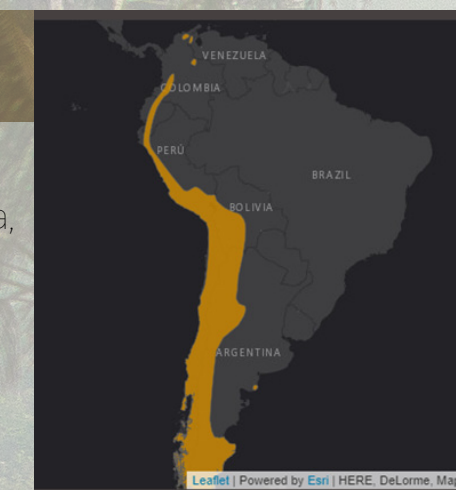 VENEZUELA
COLOMBIA
PERÚ
BRAZIL
a,
BOLIVIA
ARGENTINA
Leaflet | Powered by Esri | HERE, DeLorme, Map